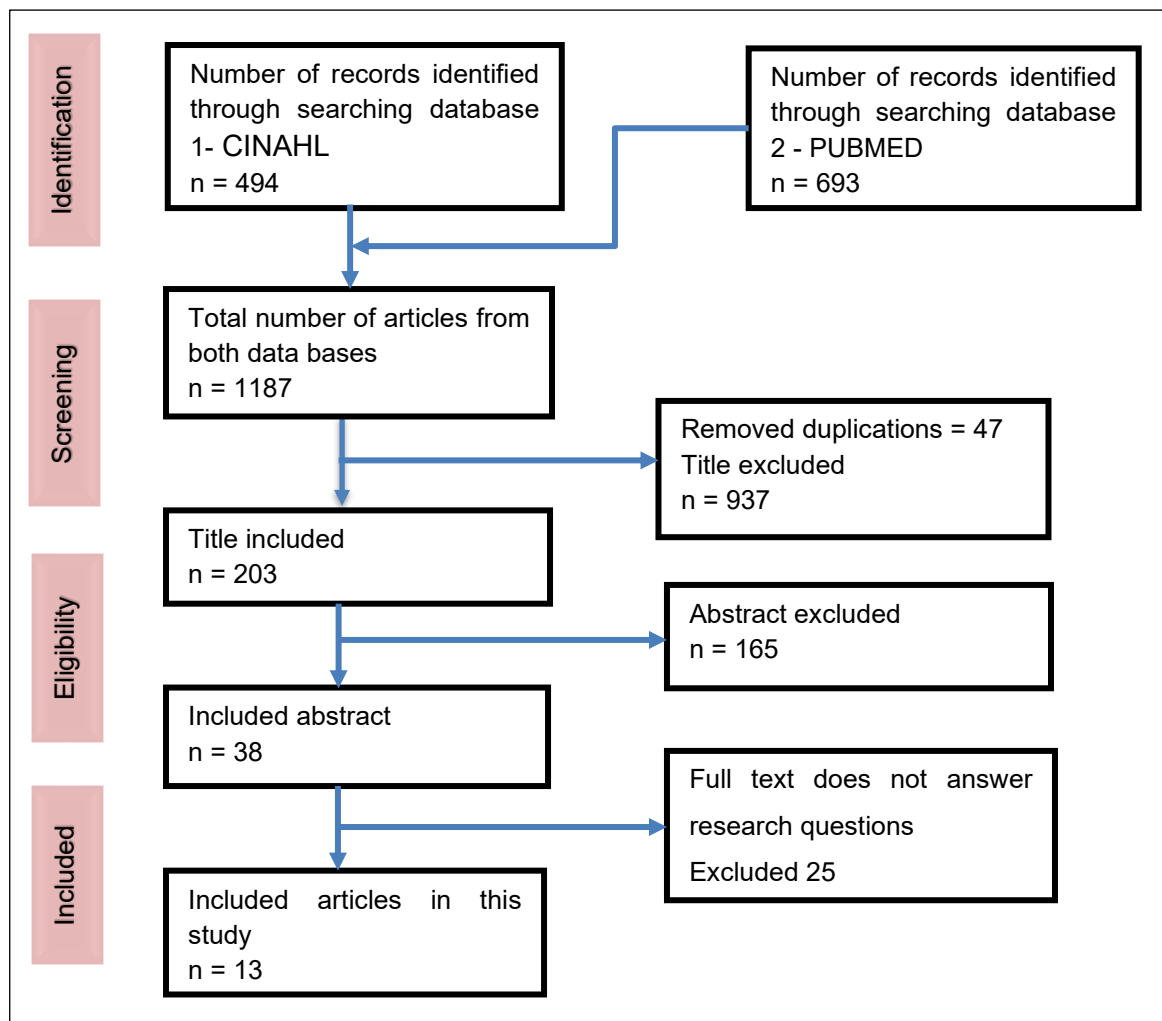 Identification
Number of records identified
through searching database
1- CINAHL
n = 494
Number of records identified
through searching database
2 - PUBMED
n = 693
Screening
Total number of articles from
both data bases
n = 1187
Removed duplications = 47
Title excluded
n = 937
Title included
n = 203
Eligibility
Abstract excluded
n = 165
Included abstract
n = 38
Full text does not answer
research questions
Excluded 25
Included
Included articles in this
study
n = 13